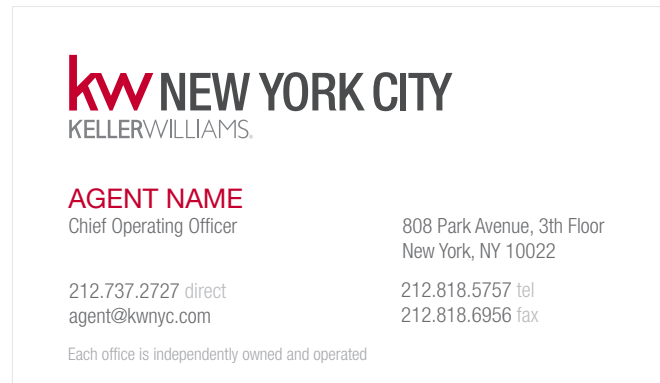 kw NEW YORK CITY
KELLERWILLIAMS®
AGENT NAME
Chief Operating Officer
808 Park Avenue, 3th Floor
New York, NY 10022
212.737.2727 direct
agent@kwnyc.com
212.818.5757 tel
212.818.6956 fax
Each office is independently owned and operated